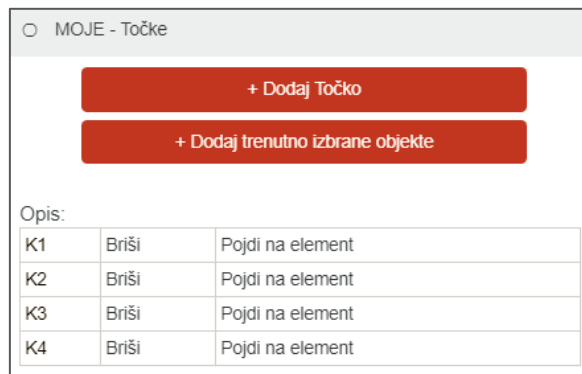 MOJE - Točke
+ Dodaj Točko
+ Dodaj trenutno izbrane objekte
Opis:
K1 Briši Pojdi na element
K2 Briši Pojdi na element
K3 Briši Pojdi na element
K4 Briši Pojdi na element